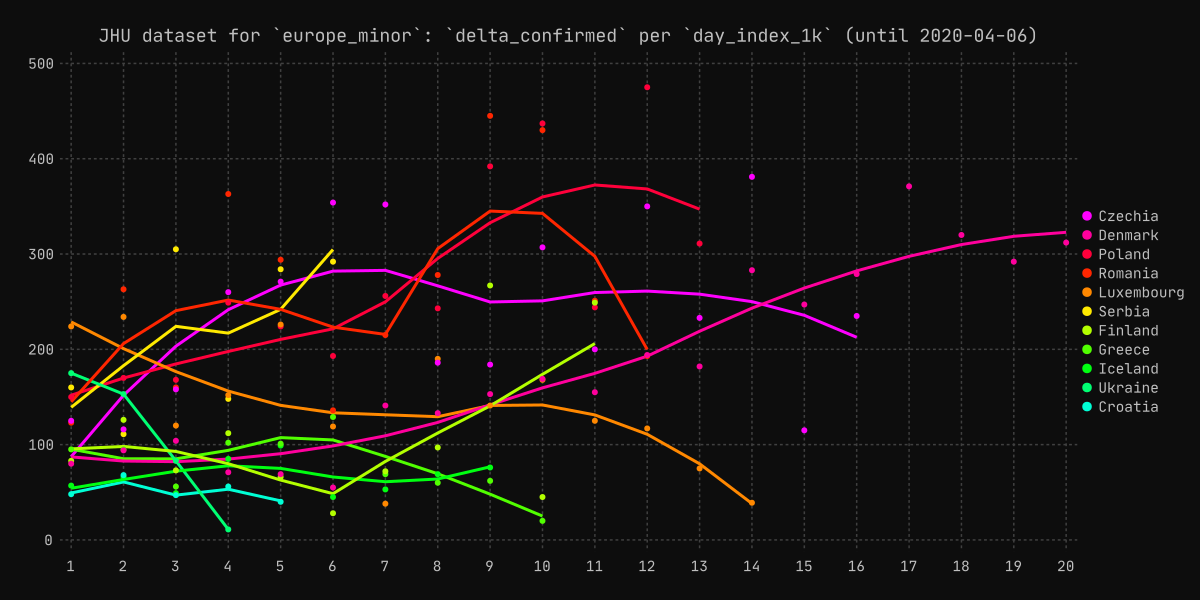 JHU dataset for `europe_minor`: `delta_confirmed` per `day_index_1k` (until 2020-04-06)
500
400
300
200
100
0
Czechia
Denmark
Poland
Romania
Luxembourg
Serbia
Finland
Greece
Iceland
Ukraine
Croatia
1 2 3 4 5 6 7 8 9 10 11 12 13 14 15 16 17 18 19 20